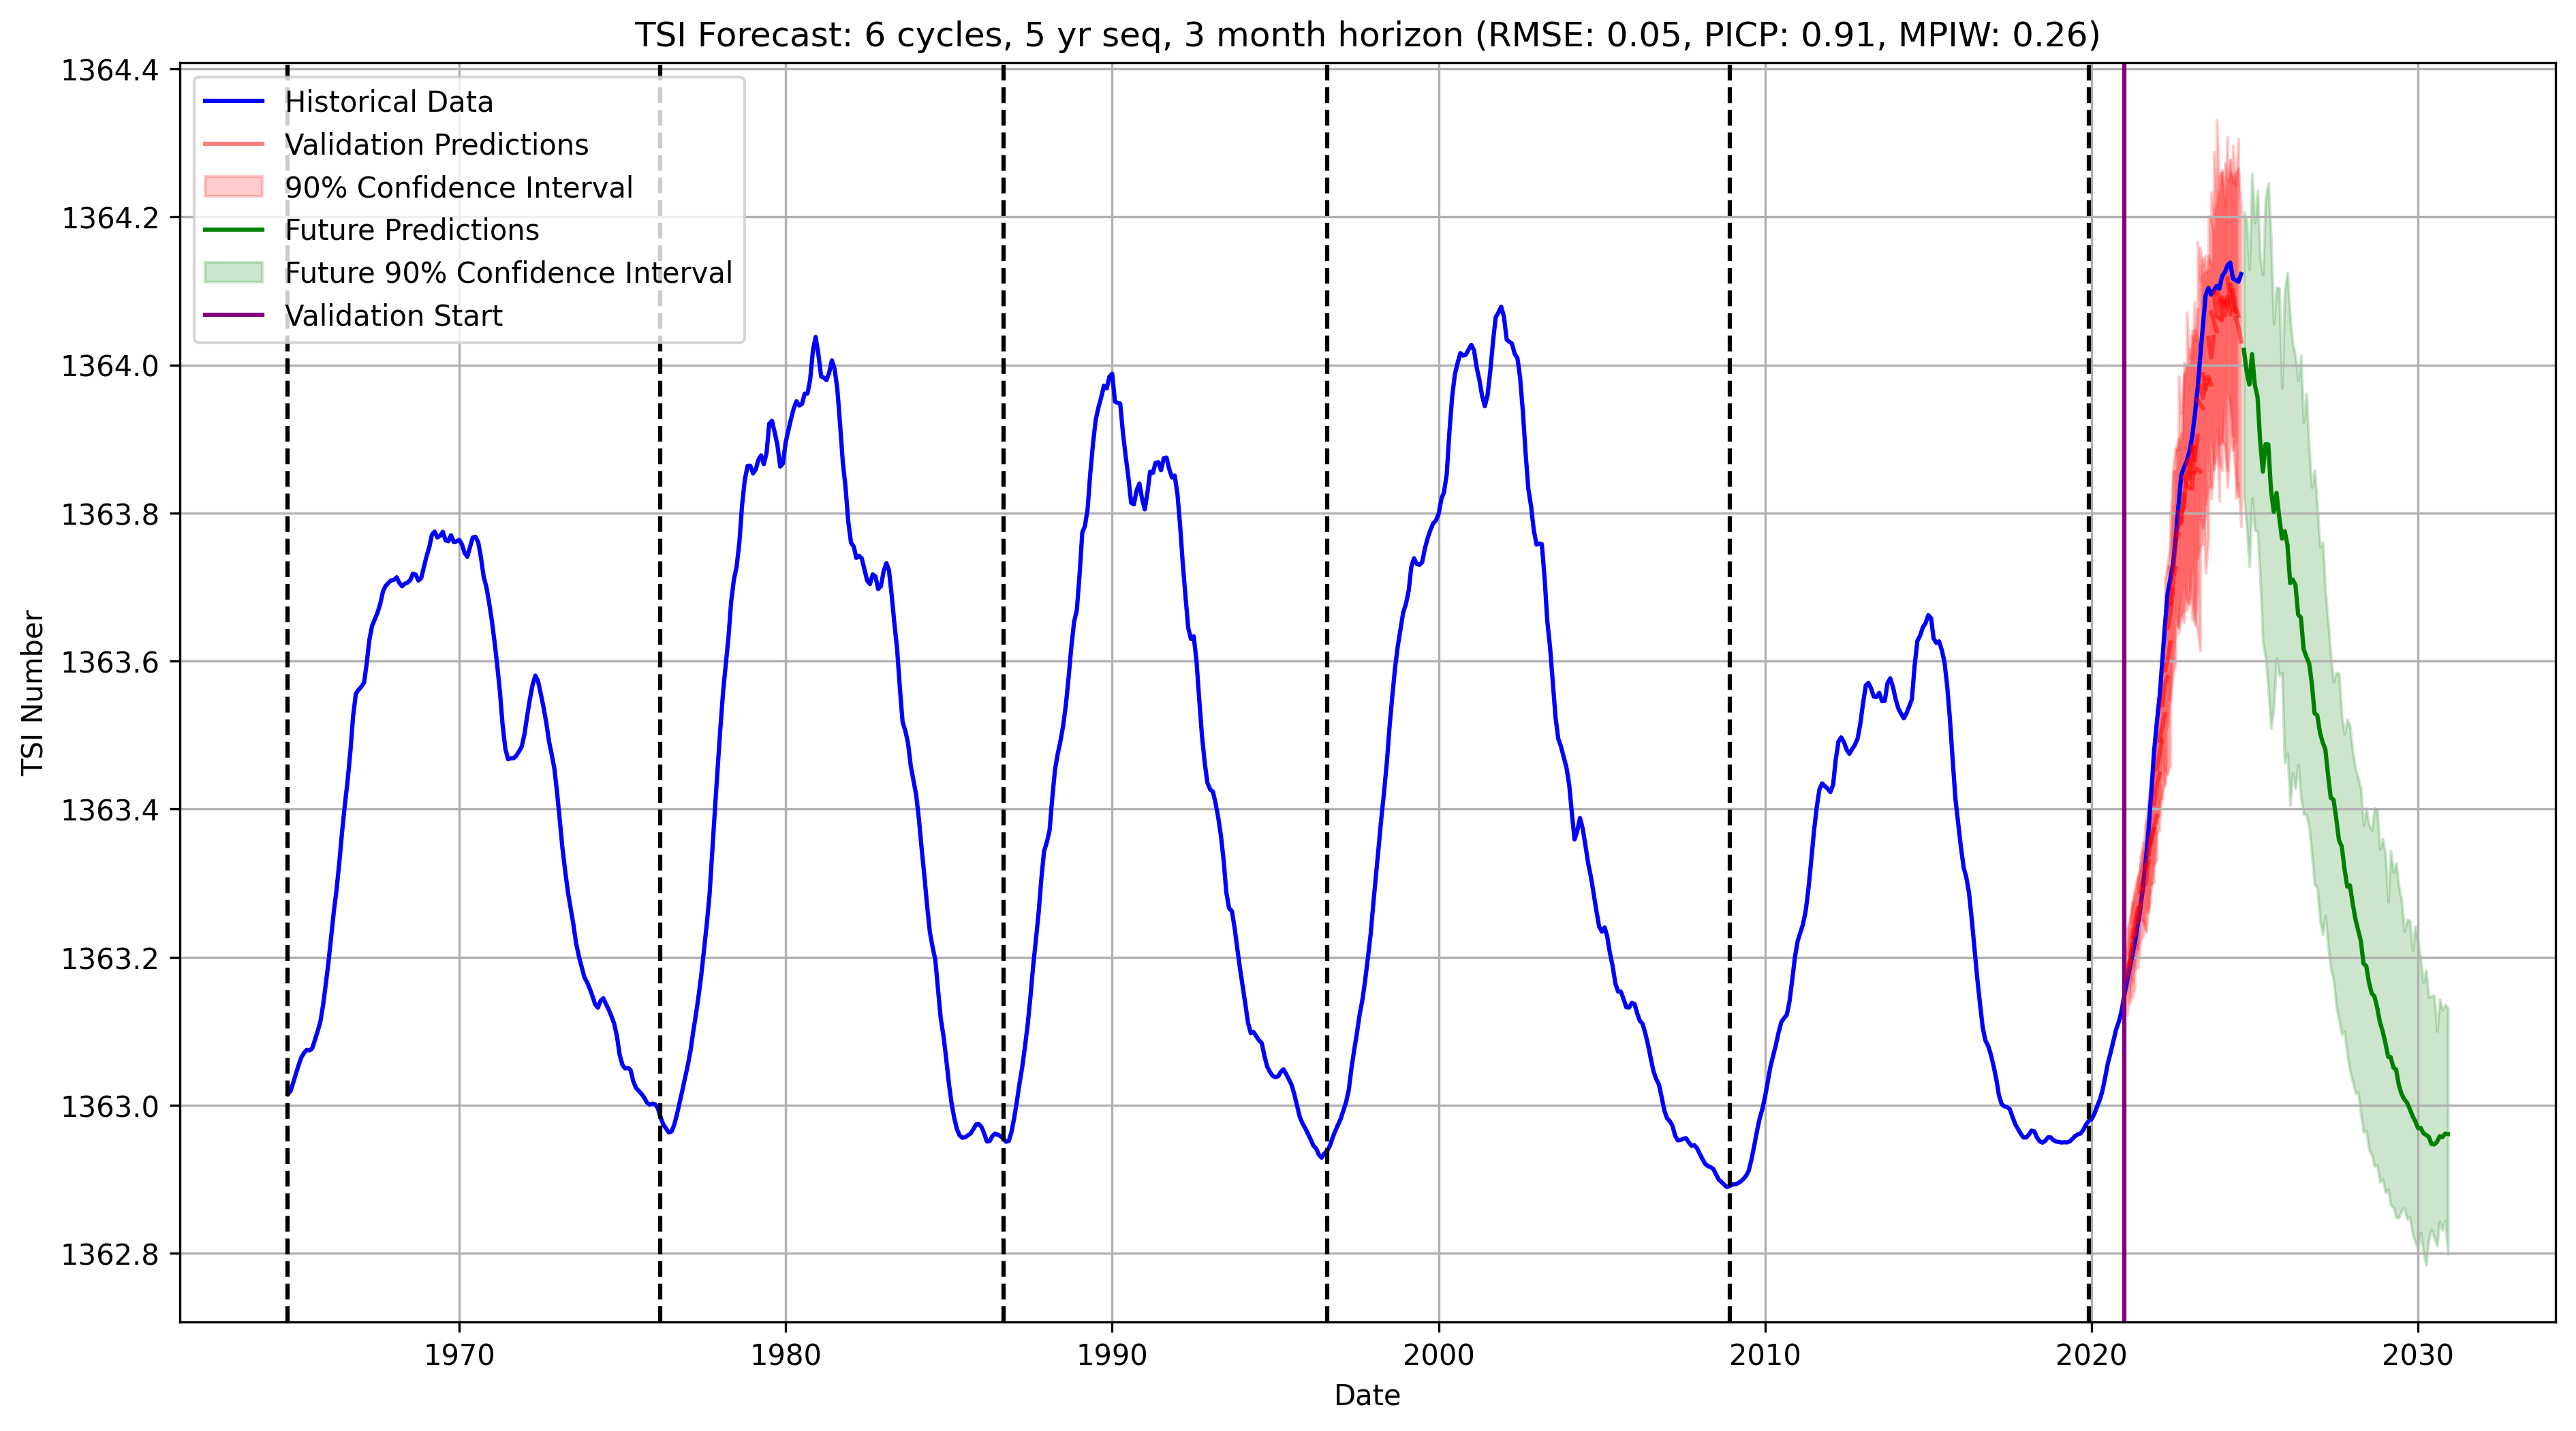 TSI Forecast: 6 cycles, 5 yr seq, 3 month horizon (RMSE: 0.05, PICP: 0.91, MPIW: 0.26)
Historical Data
Validation Predictions
90% Confidence Interval
Future Predictions
Future 90% Confidence Interval
Validation Start
TSI Number
1364.4
1364.2
1364.0
1363.8
1363.6
1363.4
1363.2
1363.0
1362.8
1970
1980
1990
2000
2010
2020
2030
Date